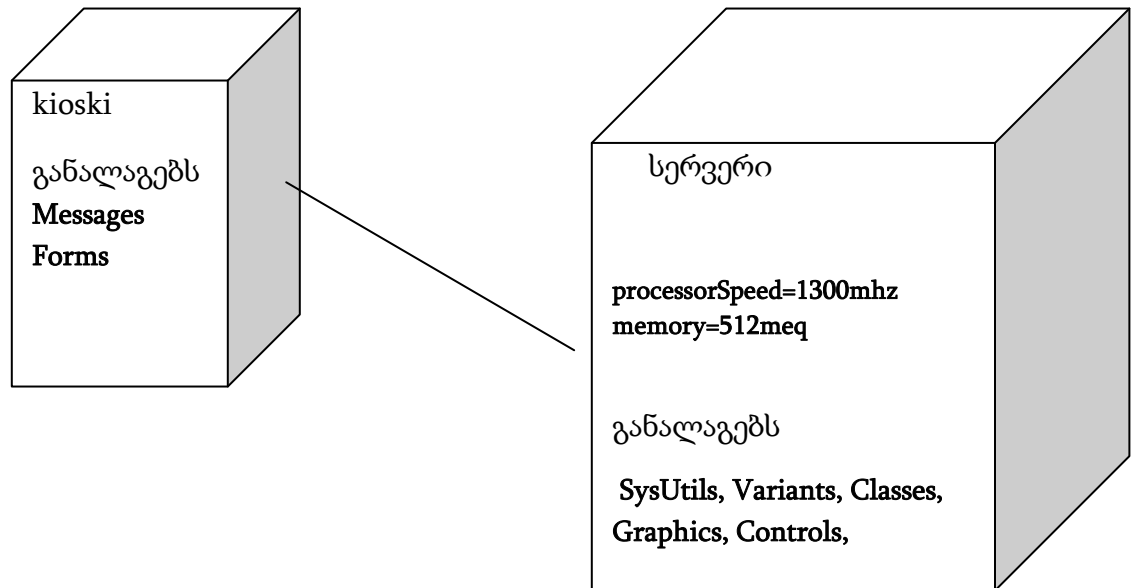 kioski
განალაგებს
Messages
Forms
სერვერი
processorSpeed=1300mhz
memory=512meq
განალაგებს
SysUtils, Variants, Classes,
Graphics, Controls,